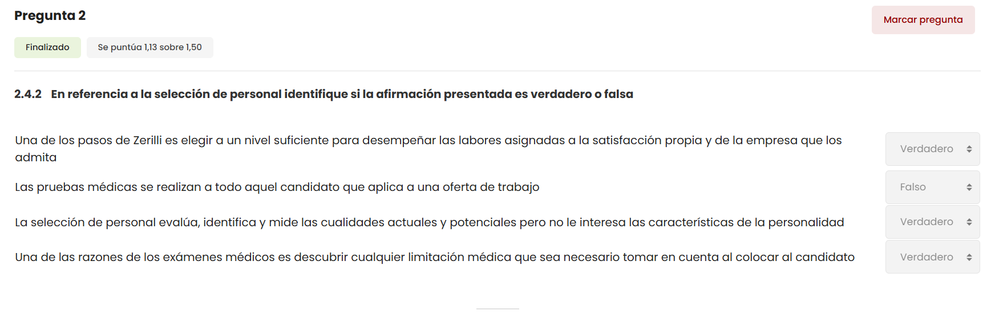 Pregunta 2
Marcar pregunta
Finalizado
Se puntúa 1,13 sobre 1,50
2.4.2 En referencia a la selección de personal identifique si la afirmación presentada es verdadero o falsa
Una de los pasos de Zerilli es elegir a un nivel suficiente para desempeñar las labores asignadas a la satisfacción propia y de la empresa que los
admita
Verdadero
Las pruebas médicas se realizan a todo aquel candidato que aplica a una oferta de trabajo
Falso
La selección de personal evalúa, identifica y mide las cualidades actuales y potenciales pero no le interesa las características de la personalidad
Verdadero
Una de las razones de los exámenes médicos es descubrir cualquier limitación médica que sea necesario tomar en cuenta al colocar al candidato
Verdadero